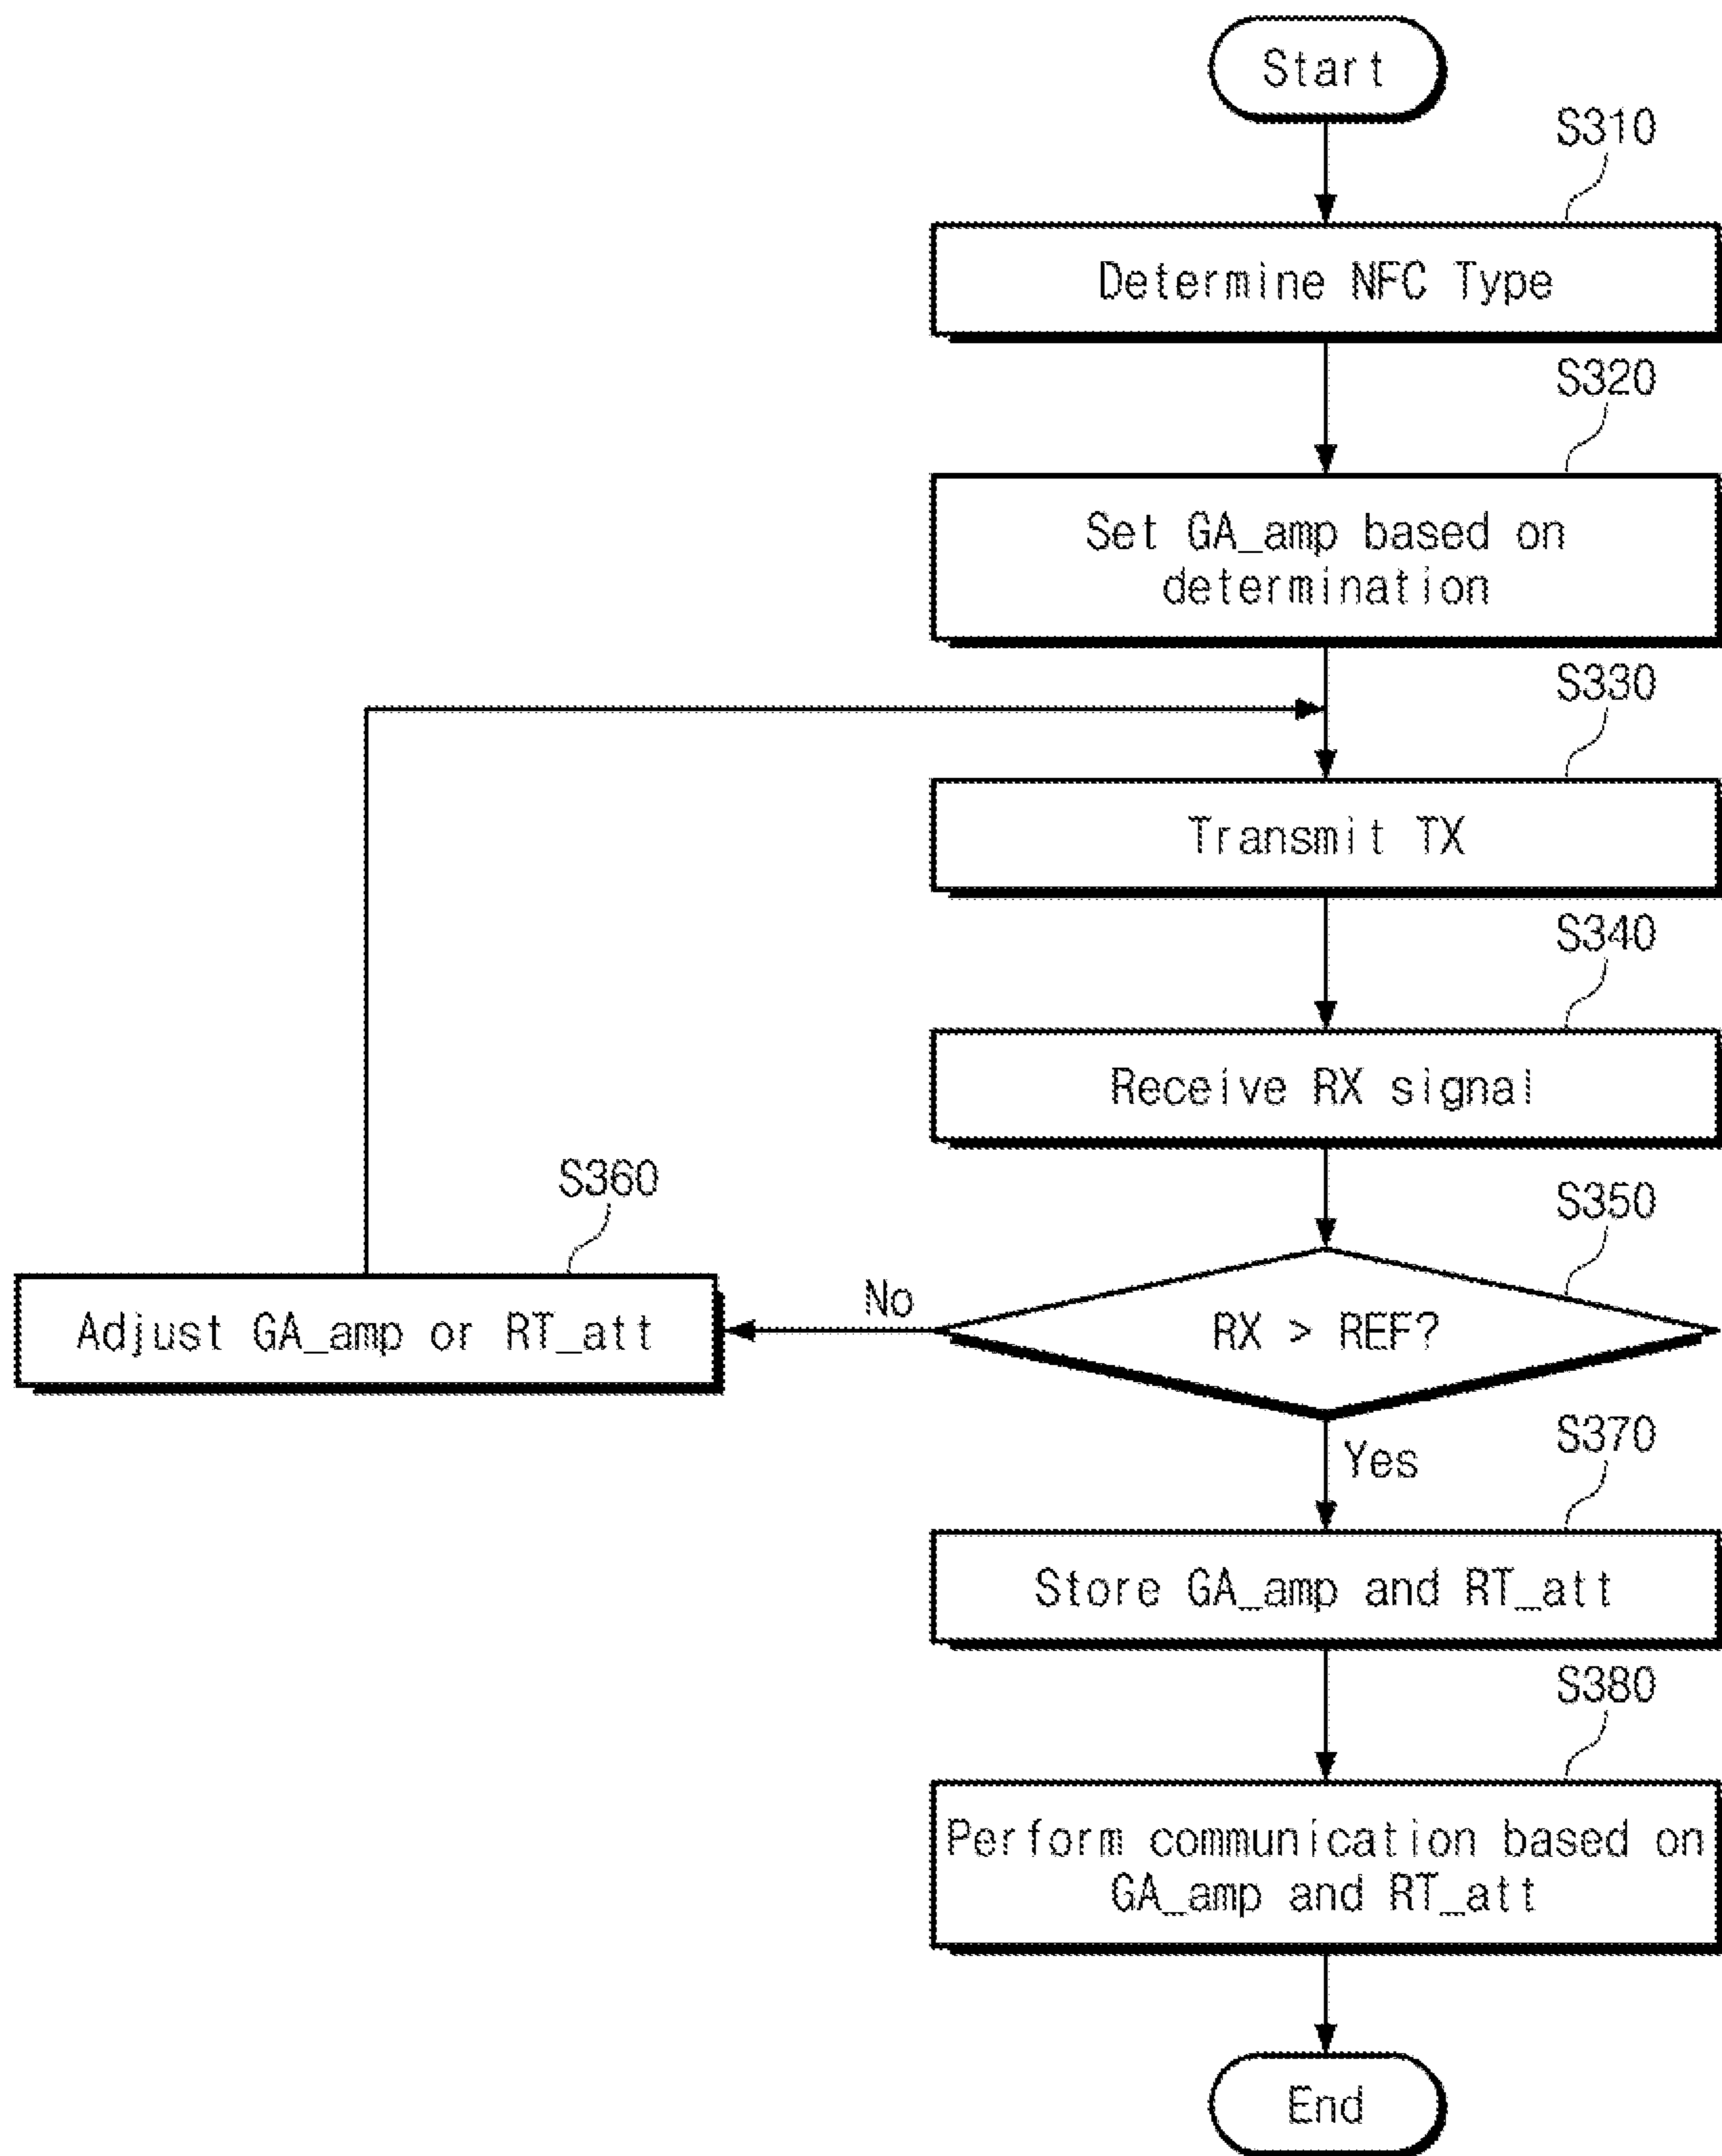 Start
S310
Determine NFC Type
S320
Set GA_amp based on
determination
S330
Transmit TX
S340
Receive RX signal
S350
RX > REF?
No
S360
Adjust GA_amp or RT_att
Yes
S370
Store GA_amp and RT_att
S380
Perform communication based on
GA_amp and RT_att
End